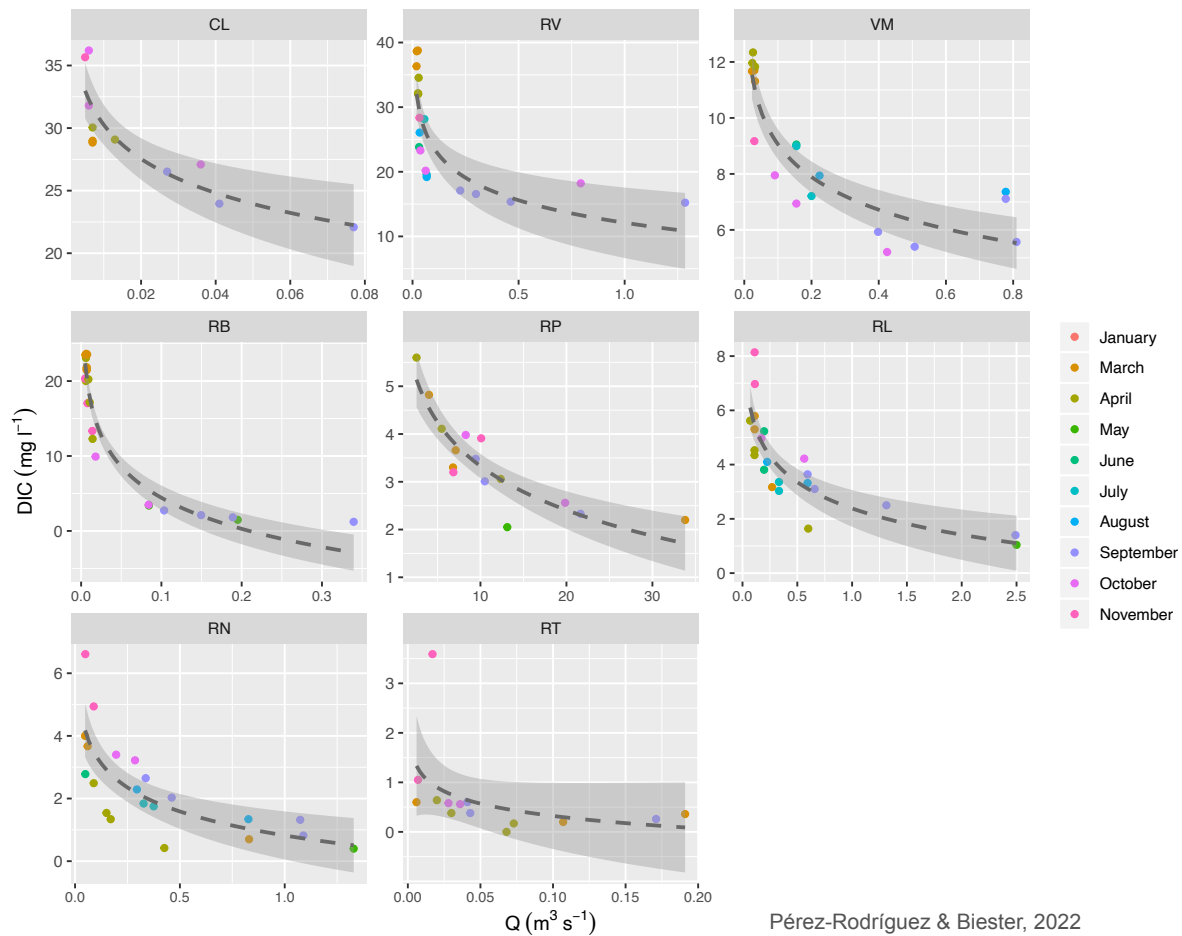 CL RV VM
35 30 25 20
0.02 0.04 0.06 0.08
40 30 20 10
0.0 0.5 1.0
12 10 8 6
0.0 0.2 0.4 0.6 0.8
RB RP RL
20 10 0
0.0 0.1 0.2 0.3
5 4 3 2 1
10 20 30
8 6 4 2 0
0.0 0.5 1.0 1.5 2.0 2.5
DIC (mg l⁻¹)
January
March
April
May
June
July
August
September
October
November
RN RT
6 4 2 0
0.0 0.5 1.0
3 2 1 0
0.00 0.05 0.10 0.15 0.20
Q (m³ s⁻¹)
Pérez-Rodríguez & Biester, 2022